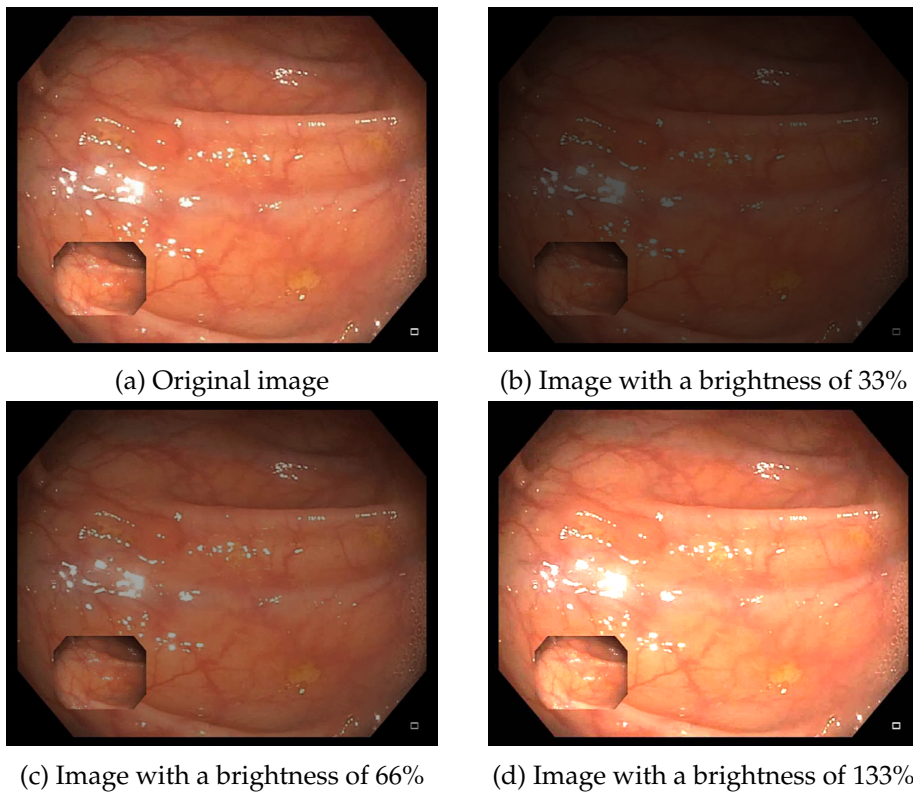 (a) Original image
(b) Image with a brightness of 33%
(c) Image with a brightness of 66%
(d) Image with a brightness of 133%